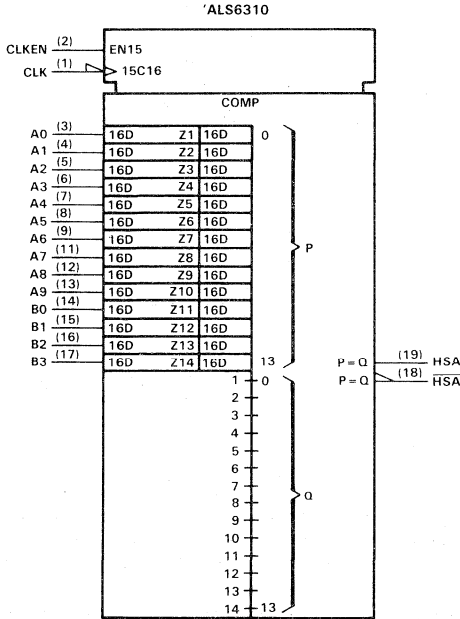 'ALS6310
CLKEN (2) EN15
CLK (1) 15C16
COMP
A0 (3) 16D Z1 16D 0
A1 (4) 16D Z2 16D
A2 (5) 16D Z3 16D
A3 (6) 16D Z4 16D
A4 (7) 16D Z5 16D
A5 (8) 16D Z6 16D
A6 (9) 16D Z7 16D
P
A7 (11) 16D Z8 16D
A8 (12) 16D Z9 16D
A9 (13) 16D Z10 16D
B0 (14) 16D Z11 16D
B1 (15) 16D Z12 16D
B2 (16) 16D Z13 16D
B3 (17) 16D Z14 16D 13 P = Q (19) HSA
1 0 P = Q (18) HSA
2
3
4
5
6
7
8 Q
9
10
11
12
13
14 13